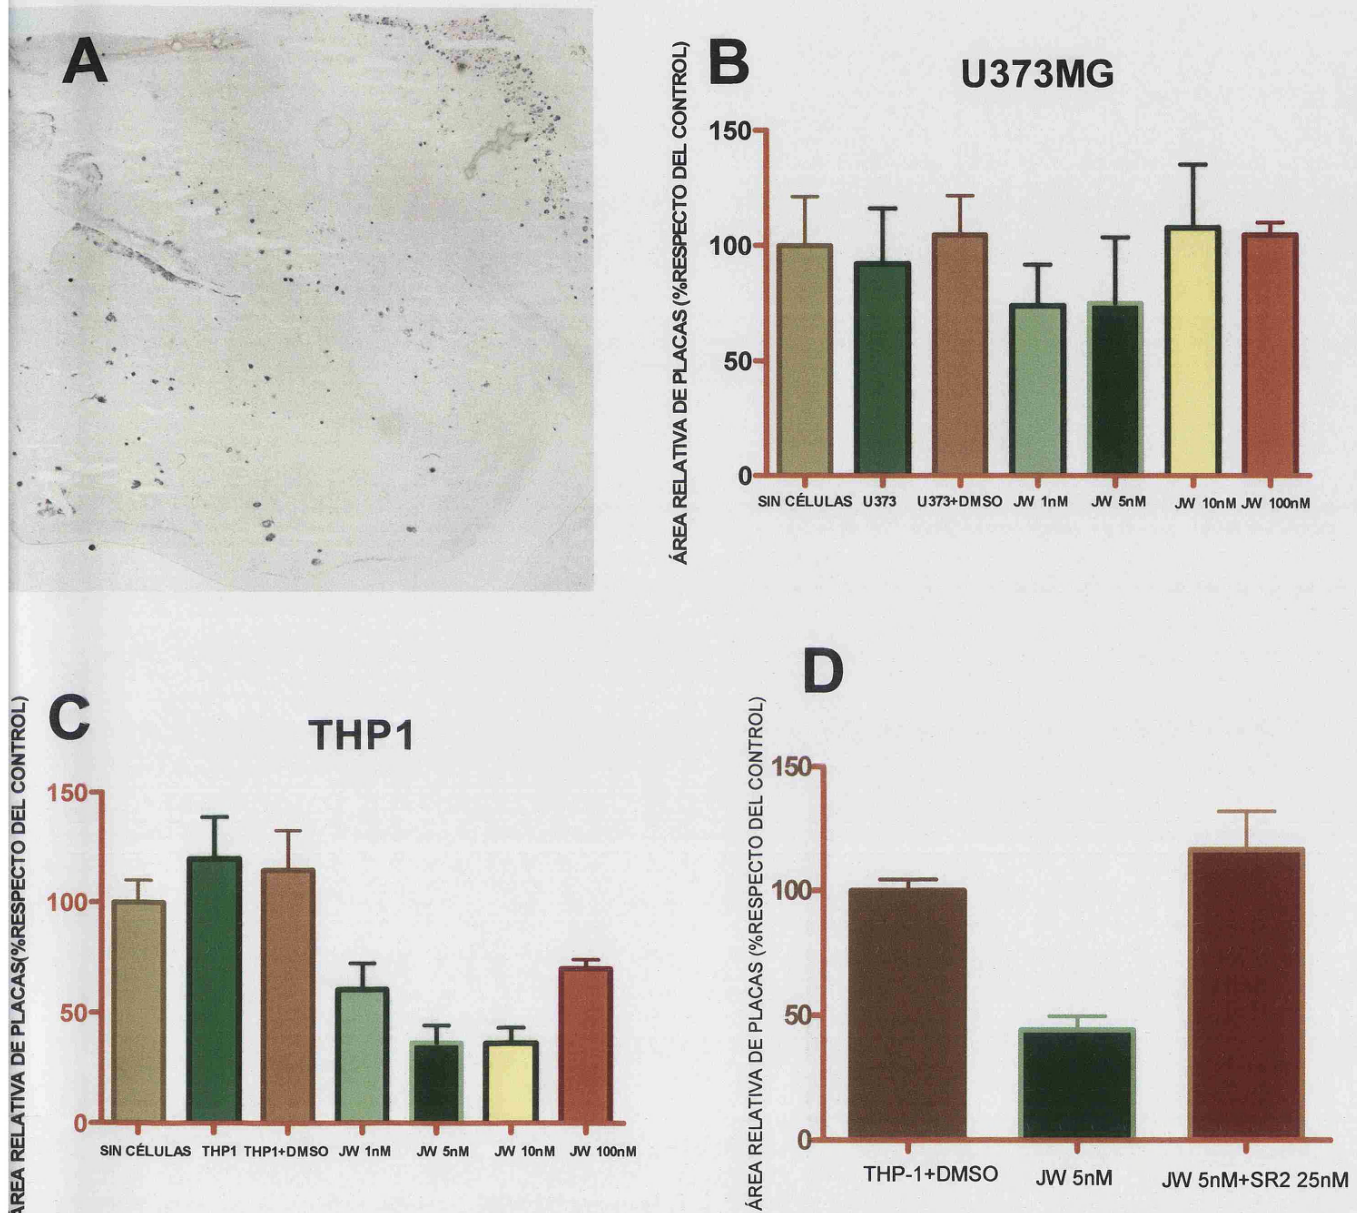 A
B
U373MG
ÁREA RELATIVA DE PLACAS (%RESPECTO DEL CONTROL)
150
100
50
0
SIN CÉLULAS U373 U373+DMSO JW 1nM JW 5nM JW 10nM JW 100nM
C
THP1
ÁREA RELATIVA DE PLACAS(%RESPECTO DEL CONTROL)
150
100
50
0
SIN CÉLULAS THP1 THP1+DMSO JW 1nM JW 5nM JW 10nM JW 100nM
D
ÁREA RELATIVA DE PLACAS (%RESPECTO DEL CONTROL)
150
100
50
0
THP-1+DMSO JW 5nM JW 5nM+SR2 25nM